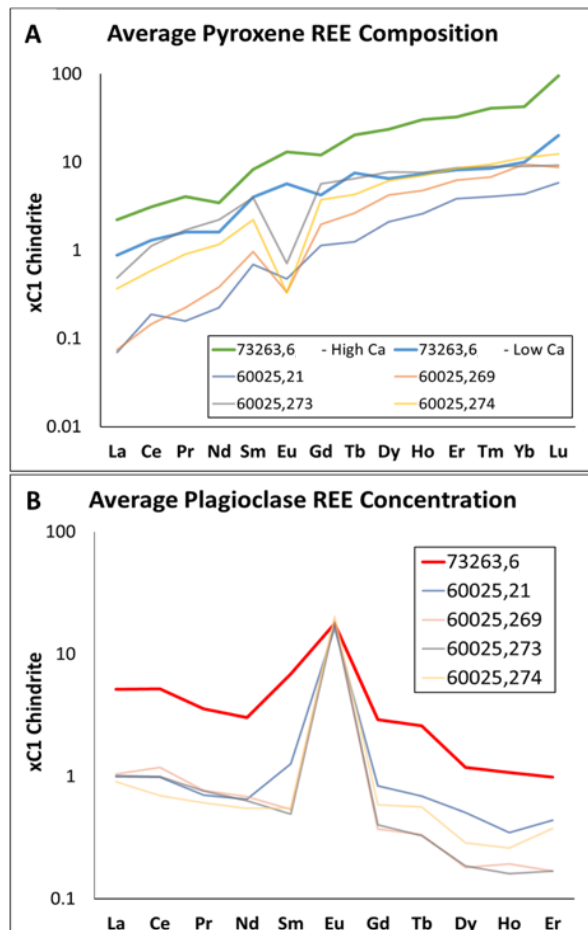 A Average Pyroxene REE Composition
100
10
1
0.1
0.01
xC1 Chindrite
73263,6 - High Ca 73263,6 - Low Ca
60025,21 60025,269
60025,273 60025,274
La Ce Pr Nd Sm Eu Gd Tb Dy Ho Er Tm Yb Lu
B Average Plagioclase REE Concentration
100
10
1
0.1
xC1 Chindrite
73263,6
60025,21
60025,269
60025,273
60025,274
La Ce Pr Nd Sm Eu Gd Tb Dy Ho Er